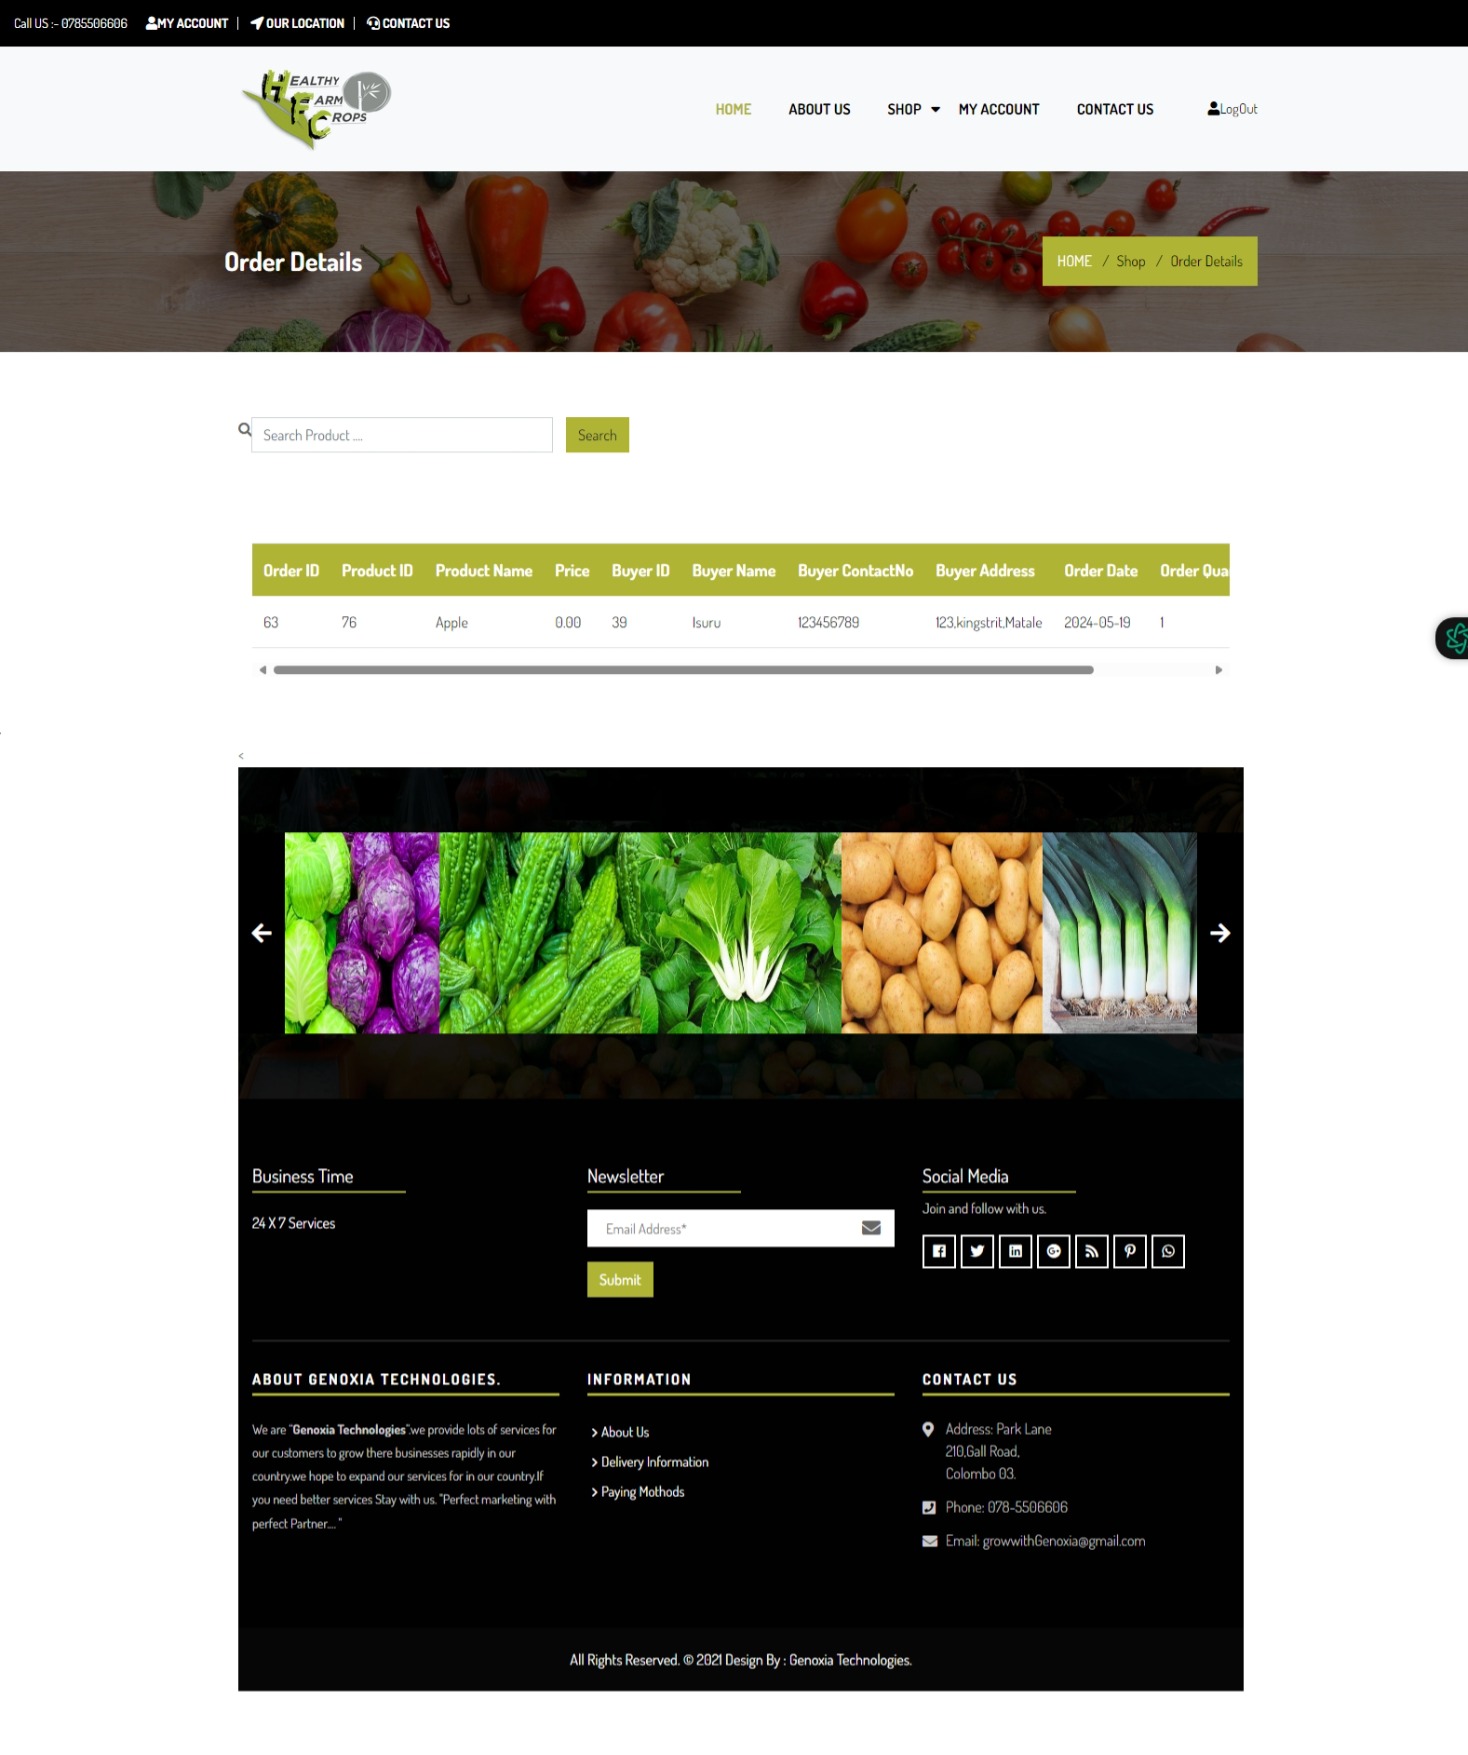 Call US :- 0785506606 MY ACCOUNT | OUR LOCATION | CONTACT US
HEALTHY
FARM
CROPS
HOME ABOUT US SHOP MY ACCOUNT CONTACT US LogOut
Order Details
HOME / Shop / Order Details
Search Product .... Search
Order ID Product ID Product Name Price Buyer ID Buyer Name Buyer ContactNo Buyer Address Order Date Order Qua
63 76 Apple 0.00 39 Isuru 123456789 123,kingstrit,Matale 2024-05-19 1
<
Business Time
24 X 7 Services
Newsletter
Email Address*
Submit
Social Media
Join and follow with us.
ABOUT GENOXIA TECHNOLOGIES.
We are "Genoxia Technologies".we provide lots of services for
our customers to grow there businesses rapidly in our
country.we hope to expand our services for in our country.If
you need better services Stay with us. "Perfect marketing with
perfect Partner.... "
INFORMATION
About Us
Delivery Information
Paying Mothods
CONTACT US
Address: Park Lane
210,Gall Road,
Colombo 03.
Phone: 078-5506606
Email: growwithGenoxia@gmail.com
All Rights Reserved. © 2021 Design By : Genoxia Technologies.